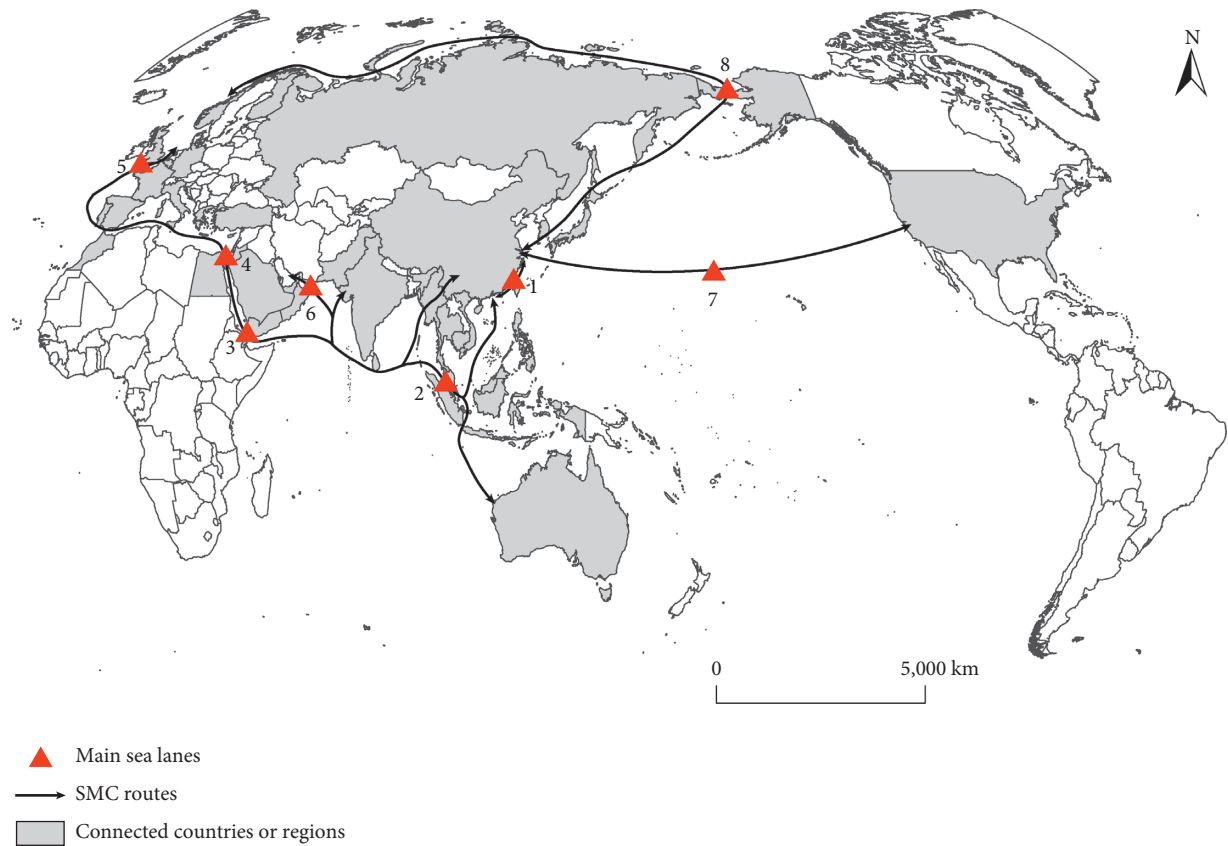 N
8
5
4
1
7
6
3
2
0
5,000 km
Main sea lanes
SMC routes
Connected countries or regions